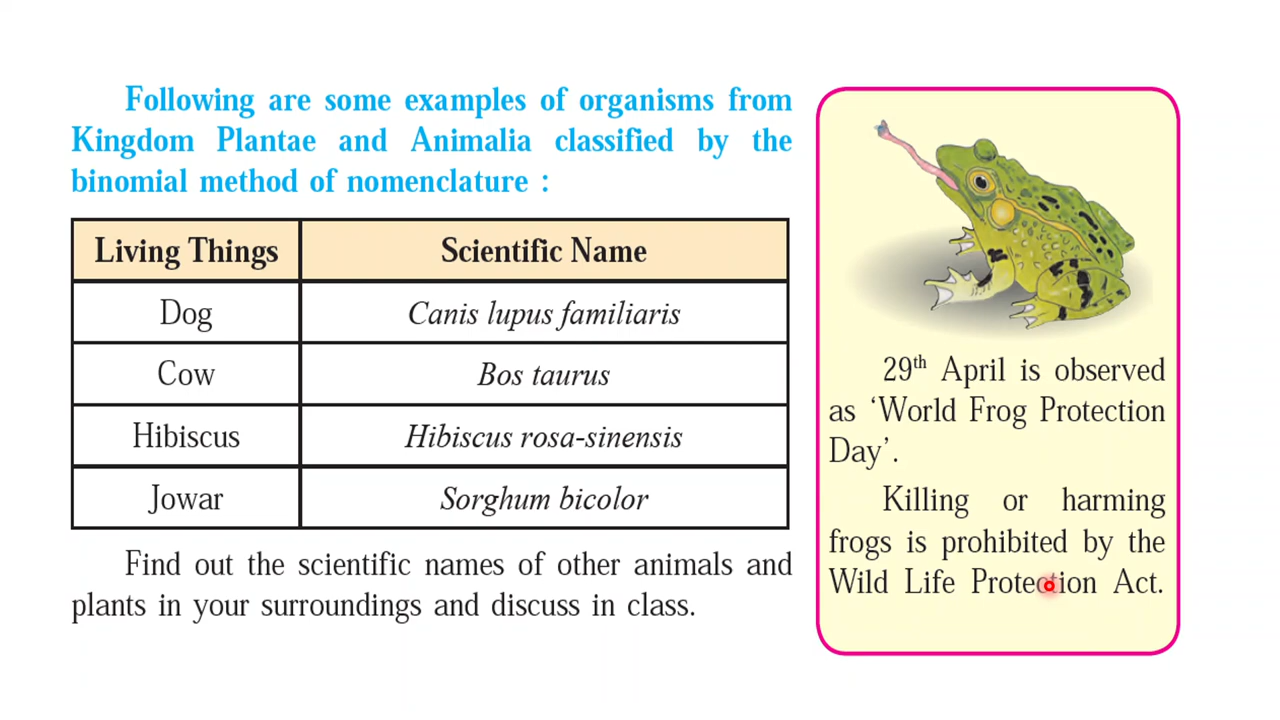 Following are some examples of organisms from
Kingdom Plantae and Animalia classified by the
binomial method of nomenclature :
Living Things Scientific Name
Dog Canis lupus familiaris
Cow Bos taurus
Hibiscus Hibiscus rosa-sinensis
Jowar Sorghum bicolor
Find out the scientific names of other animals and
plants in your surroundings and discuss in class.
29th April is observed
as ‘World Frog Protection
Day’.
Killing or harming
frogs is prohibited by the
Wild Life Protection Act.